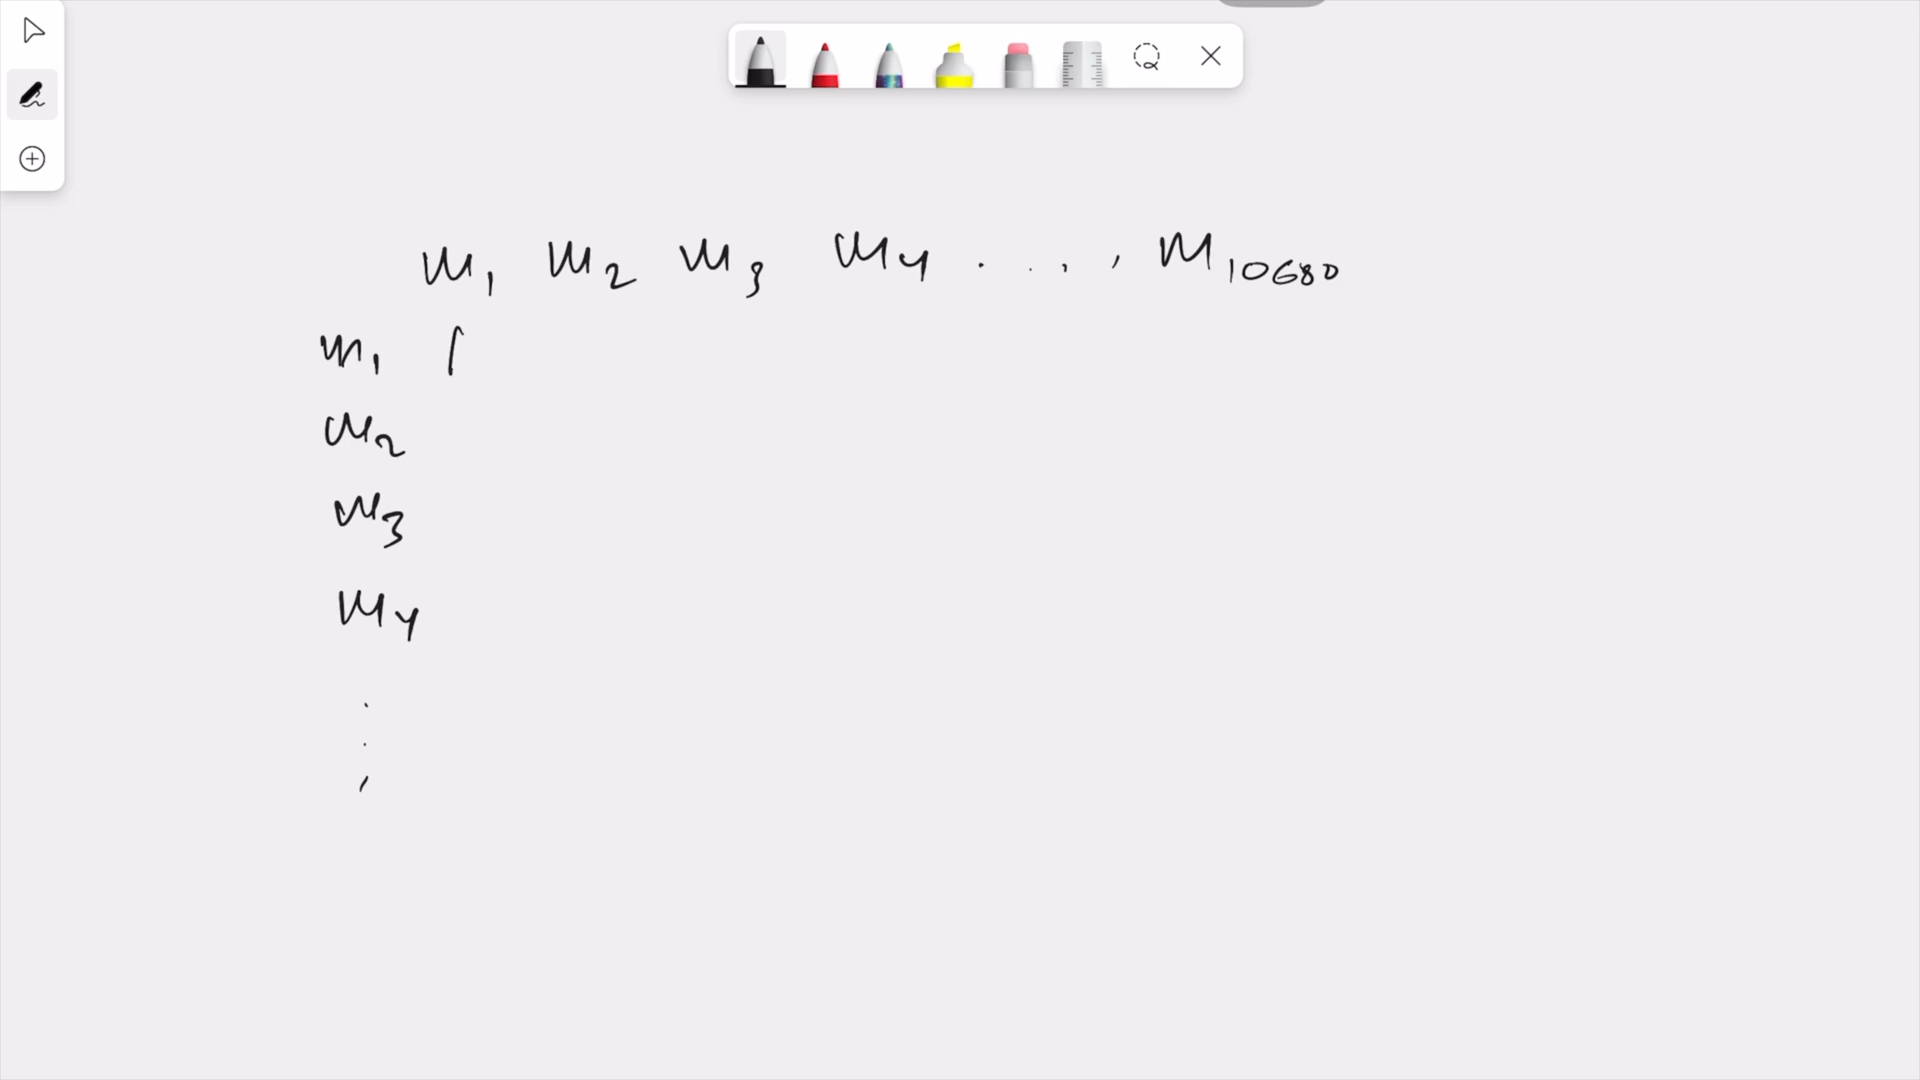 m₁ m₂ m₃ m₄ . . . , m₁₀₆₈₀
m₁ [
m₂
m₃
m₄
.
.
.